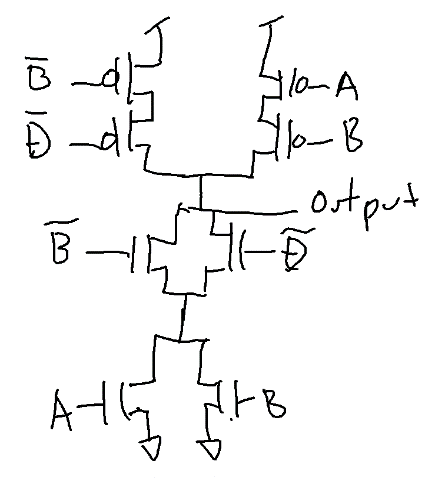 B̅ A
D̅ B
Output
B̅ D̅
A B